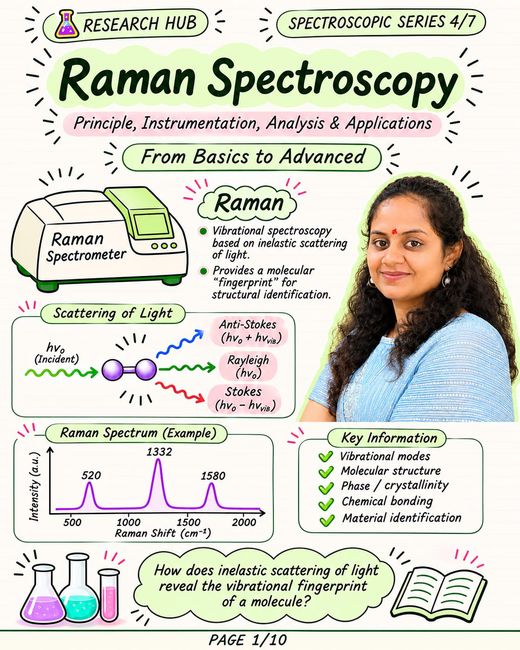 RESEARCH HUB
SPECTROSCOPIC SERIES 4/7
Raman Spectroscopy
Principle, Instrumentation, Analysis & Applications
From Basics to Advanced
Raman
Spectrometer
Raman
Vibrational spectroscopy
based on inelastic scattering
of light.
Provides a molecular
"fingerprint" for
structural identification.
Scattering of Light
hν₀
(Incident)
Anti-Stokes
(hν₀ + hνᵥᵢb)
Rayleigh
(hν₀)
Stokes
(hν₀ − hνᵥᵢb)
Raman Spectrum (Example)
Intensity (a.u.)
520
1332
1580
500 1000 1500 2000
Raman Shift (cm⁻¹)
Key Information
Vibrational modes
Molecular structure
Phase / crystallinity
Chemical bonding
Material identification
How does inelastic scattering of light
reveal the vibrational fingerprint
of a molecule?
PAGE 1/10